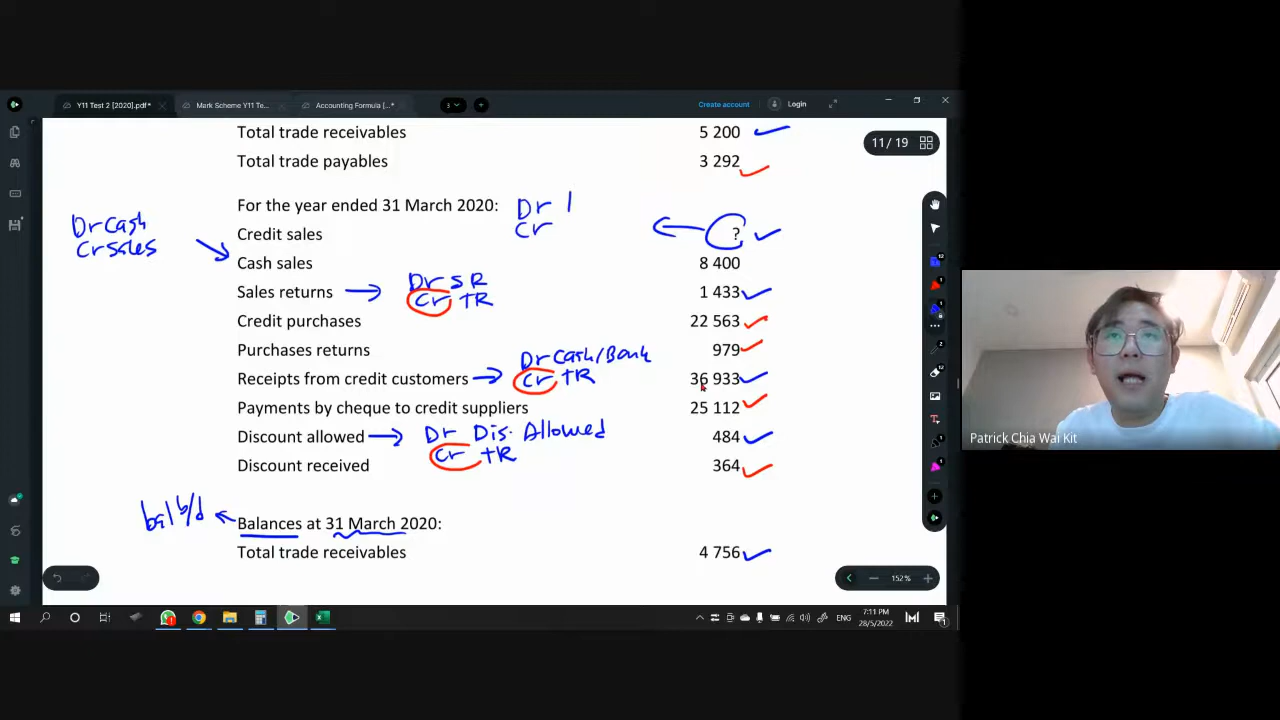 Y11 Test 2 [2020].pdf*
Mark Scheme Y11 Te...
Accounting Formula [...*
3
Create account
Login
11 / 19
Total trade receivables 5 200
Total trade payables 3 292
For the year ended 31 March 2020: Dr
Cr
Credit sales ?
Dr Cash
Cr Sales
Cash sales 8 400
Dr SR
Sales returns 1 433
Cr TR
Credit purchases 22 563
Purchases returns 979
Dr Cash/Bank
Receipts from credit customers 36 933
Cr TR
Payments by cheque to credit suppliers 25 112
Dr Dis. Allowed
Discount allowed 484
Cr TR
Discount received 364
bal b/d
Balances at 31 March 2020:
Total trade receivables 4 756
152%
Patrick Chia Wai Kit
ENG
7:11 PM
28/5/2022